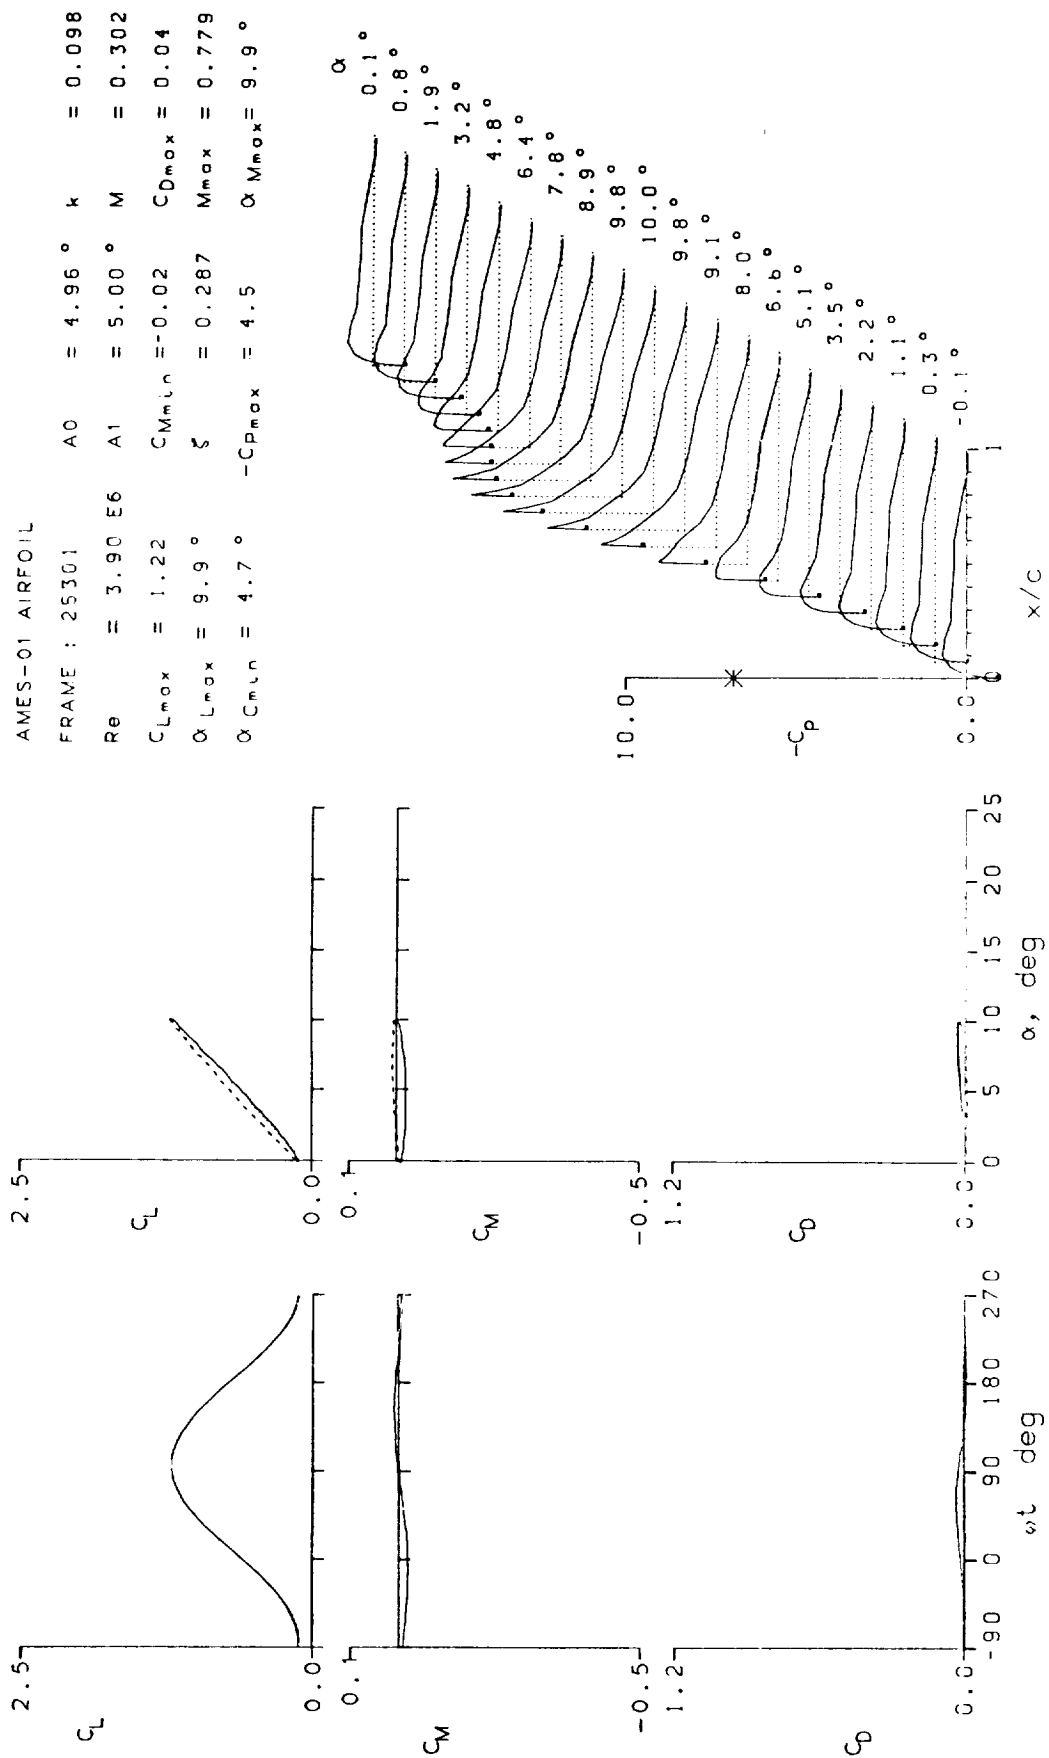 AMES-01 AIRFOIL
FRAME : 25301 A0 = 4.96° k = 0.098
Re = 3.90 E6 A1 = 5.00° M = 0.302
CLmax = 1.22 CMmin =-0.02 CDmax = 0.04
αLmax = 9.9° ζ = 0.287 Mmax = 0.779
αCmin = 4.7° -CPmax = 4.5 αMmax = 9.9°
2.5
CL
0.0
0.1
CM
-0.5
1.2
CD
0.0
-90 0 90 180 270
ωt deg
2.5
CL
0.0
0.1
CM
-0.5
1.2
CD
0.0
0 5 10 15 20 25
α, deg
α
0.1°
0.8°
1.9°
3.2°
4.8°
6.4°
7.8°
8.9°
9.8°
10.0°
9.8°
9.1°
8.0°
6.6°
5.1°
3.5°
2.2°
1.1°
0.3°
-0.1°
10.0
-Cp
0.0
0 1
x/c